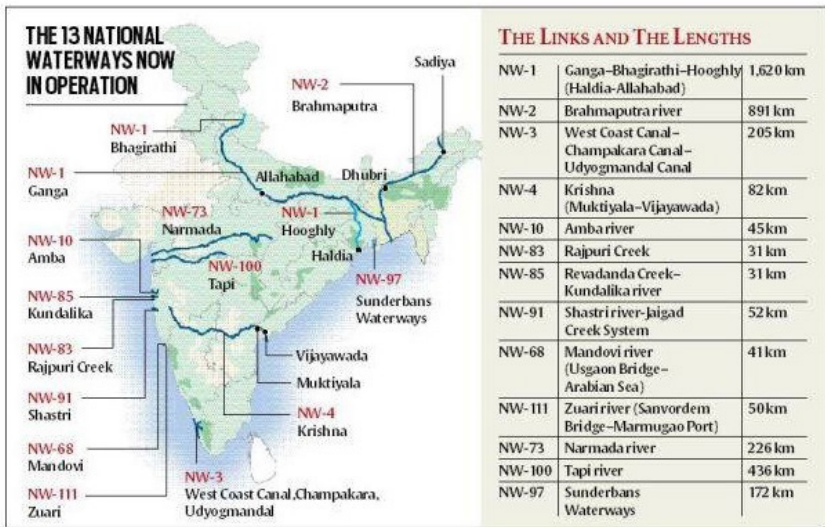 THE 13 NATIONAL
WATERWAYS NOW
IN OPERATION
Sadiya
NW-2
Brahmaputra
NW-1
Bhagirathi
NW-1
Ganga
Allahabad
Dhubri
NW-73
Narmada
NW-1
Hooghly
NW-10
Amba
NW-100
Tapi
Haldia
NW-97
Sunderbans
Waterways
NW-85
Kundalika
NW-83
Rajpuri Creek
Vijayawada
Muktiyala
NW-91
Shastri
NW-4
Krishna
NW-68
Mandovi
NW-3
West Coast Canal,Champakara,
Udyogmandal
NW-111
Zuari
THE LINKS AND THE LENGTHS
NW-1 Ganga–Bhagirathi–Hooghly 1,620 km
(Haldia-Allahabad)
NW-2 Brahmaputra river 891 km
NW-3 West Coast Canal– 205 km
Champakara Canal–
Udyogmandal Canal
NW-4 Krishna 82 km
(Muktiyala–Vijayawada)
NW-10 Amba river 45 km
NW-83 Rajpuri Creek 31 km
NW-85 Revadanda Creek– 31 km
Kundalika river
NW-91 Shastri river-Jaigad 52 km
Creek System
NW-68 Mandovi river 41 km
(Usgaon Bridge–
Arabian Sea)
NW-111 Zuari river (Sanvordem 50 km
Bridge–Marmugao Port)
NW-73 Narmada river 226 km
NW-100 Tapi river 436 km
NW-97 Sunderbans 172 km
Waterways